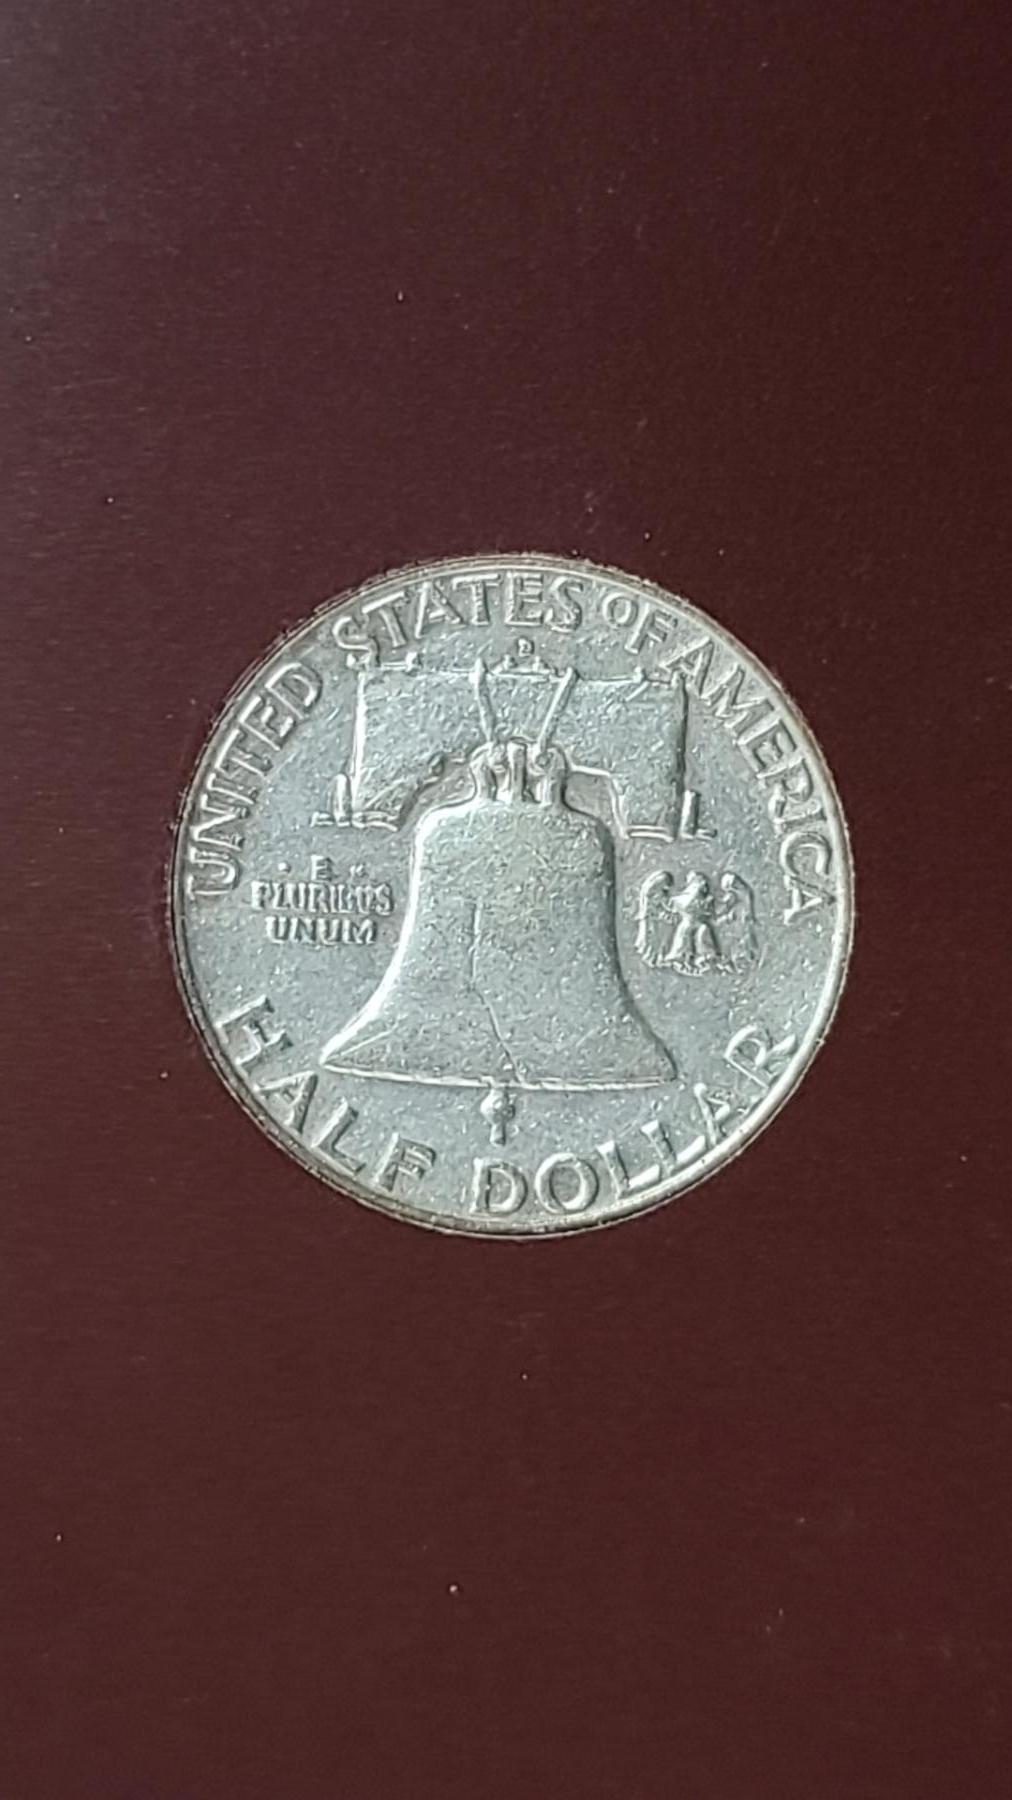 UNITED STATES OF AMERICA
D
· E ·
PLURIBUS
UNUM
HALF DOLLAR